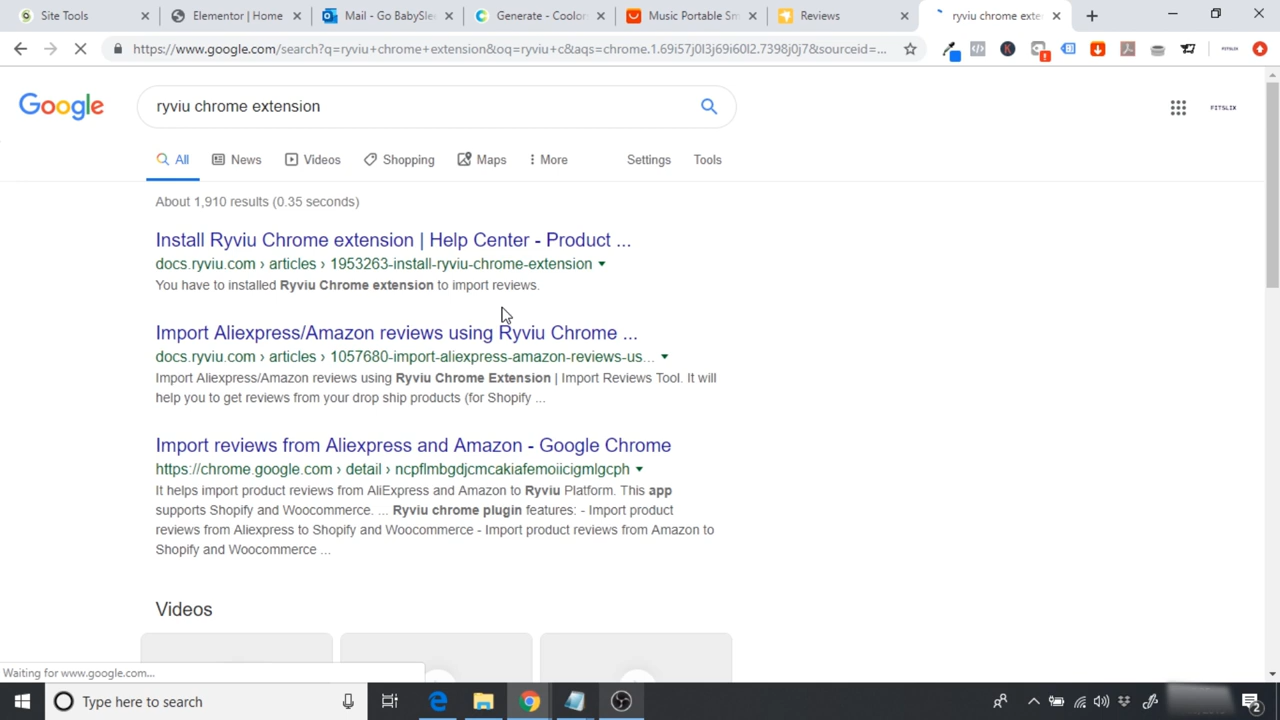 Site Tools
Elementor | Home
Mail - Go BabySle
Generate - Coolor
Music Portable Sm
Reviews
ryviu chrome exte
https://www.google.com/search?q=ryviu+chrome+extension&oq=ryviu+c&aqs=chrome.1.69i57j0l3j69i60l2.7398j0j7&sourceid=...
FITSLIX
Google
ryviu chrome extension
FITSLIX
All
News
Videos
Shopping
Maps
More
Settings
Tools
About 1,910 results (0.35 seconds)
Install Ryviu Chrome extension | Help Center - Product ...
docs.ryviu.com › articles › 1953263-install-ryviu-chrome-extension
You have to installed Ryviu Chrome extension to import reviews.
Import Aliexpress/Amazon reviews using Ryviu Chrome ...
docs.ryviu.com › articles › 1057680-import-aliexpress-amazon-reviews-us...
Import Aliexpress/Amazon reviews using Ryviu Chrome Extension | Import Reviews Tool. It will
help you to get reviews from your drop ship products (for Shopify ...
Import reviews from Aliexpress and Amazon - Google Chrome
https://chrome.google.com › detail › ncpflmbgdjcmcakiafemoiicigmlgcph
It helps import product reviews from AliExpress and Amazon to Ryviu Platform. This app
supports Shopify and Woocommerce. ... Ryviu chrome plugin features: - Import product
reviews from Aliexpress to Shopify and Woocommerce - Import product reviews from Amazon to
Shopify and Woocommerce ...
Videos
Waiting for www.google.com...
Type here to search
2